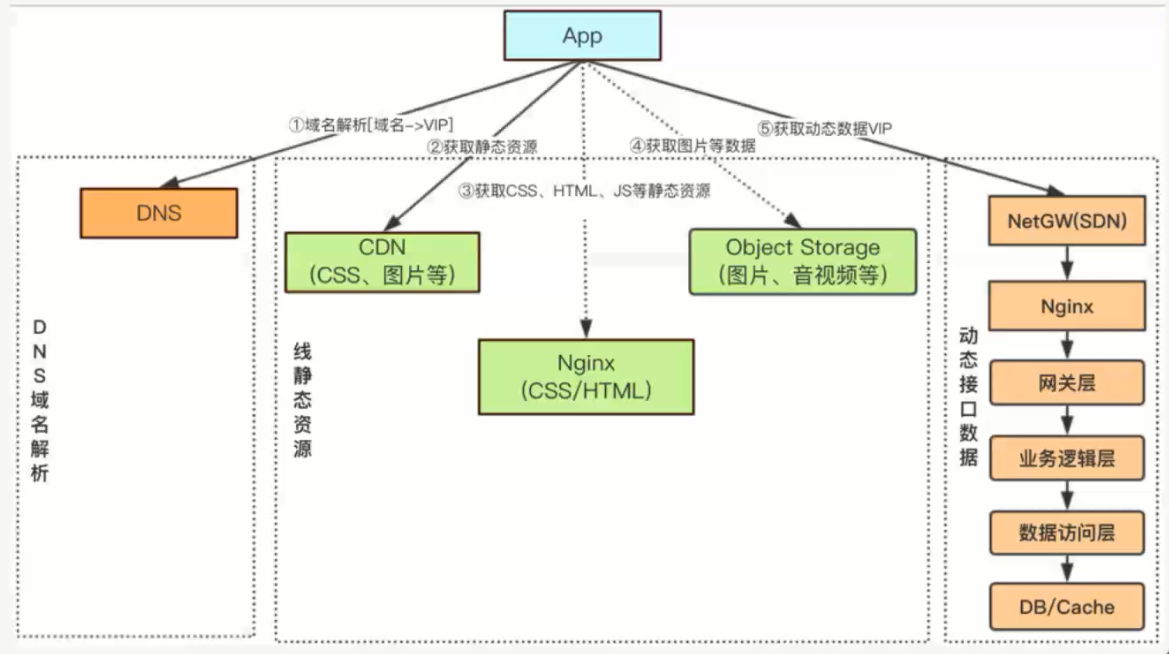 App
①域名解析[域名->VIP]
②获取静态资源
③获取CSS、HTML、JS等静态资源
④获取图片等数据
⑤获取动态数据VIP
DNS
DNS域名解析
CDN
(CSS、图片等)
Nginx
(CSS/HTML)
Object Storage
(图片、音视频等)
线静态资源
NetGW(SDN)
Nginx
网关层
业务逻辑层
数据访问层
DB/Cache
动态接口数据